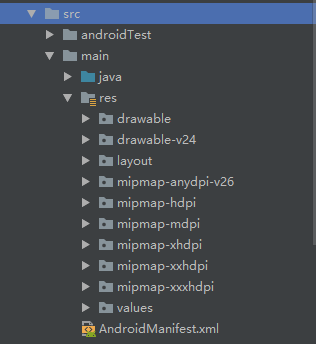 src
androidTest
main
java
res
drawable
drawable-v24
layout
mipmap-anydpi-v26
mipmap-hdpi
mipmap-mdpi
mipmap-xhdpi
mipmap-xxhdpi
mipmap-xxxhdpi
values
AndroidManifest.xml